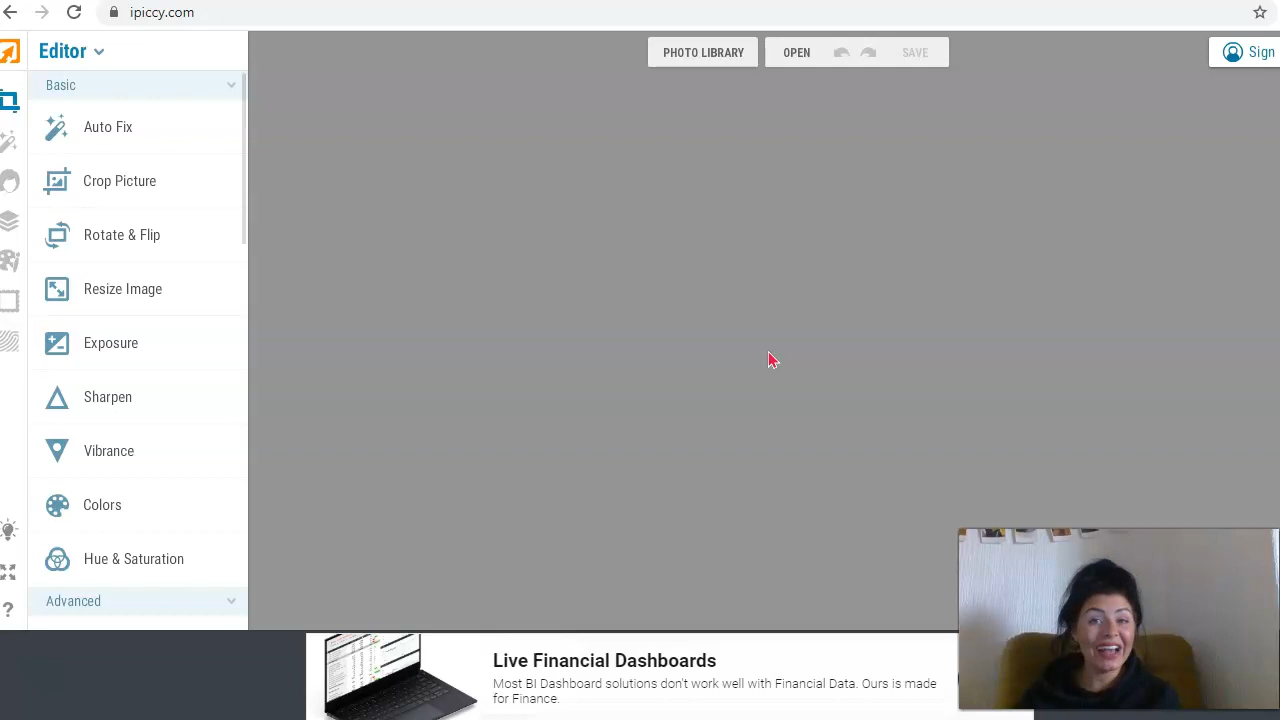 ipiccy.com
Editor
PHOTO LIBRARY
OPEN
SAVE
Sign
Basic
Auto Fix
Crop Picture
Rotate & Flip
Resize Image
Exposure
Sharpen
Vibrance
Colors
Hue & Saturation
Advanced
?
Live Financial Dashboards
Most BI Dashboard solutions don't work well with Financial Data. Ours is made
for Finance.